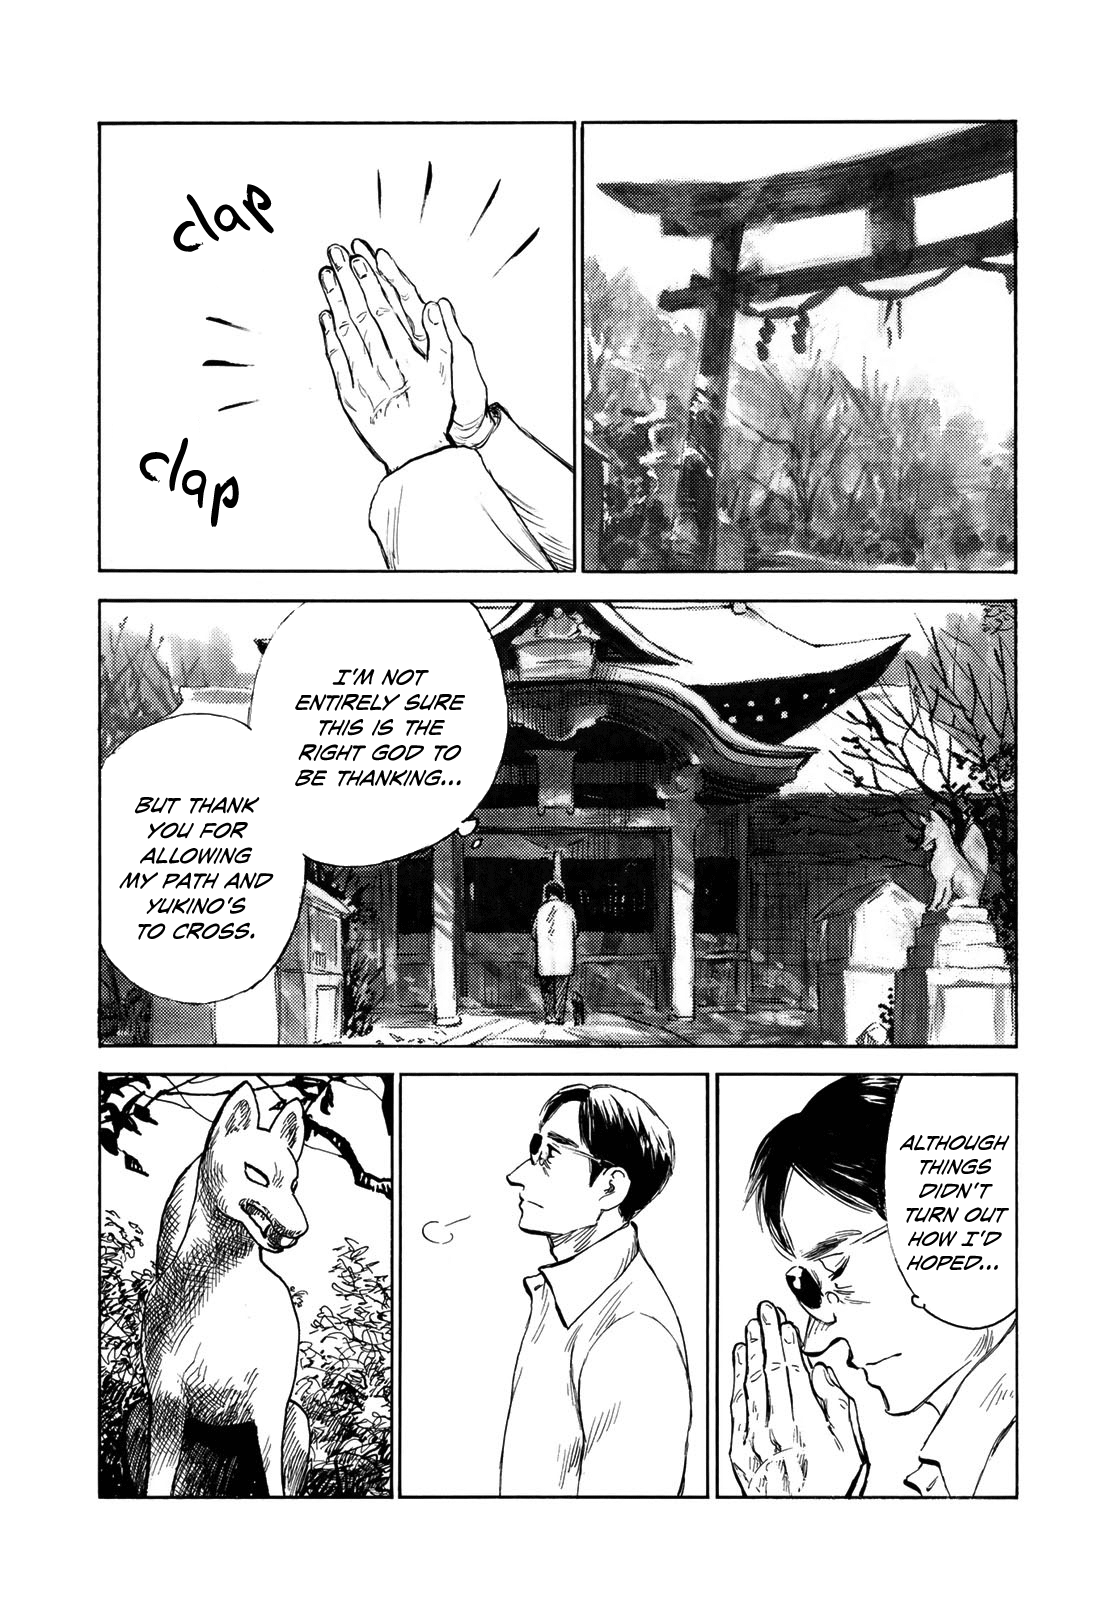 clap
clap
I'M NOT
ENTIRELY SURE
THIS IS THE
RIGHT GOD TO
BE THANKING...
BUT THANK
YOU FOR
ALLOWING
MY PATH AND
YUKINO'S
TO CROSS.
ALTHOUGH
THINGS
DIDN'T
TURN OUT
HOW I'D
HOPED...